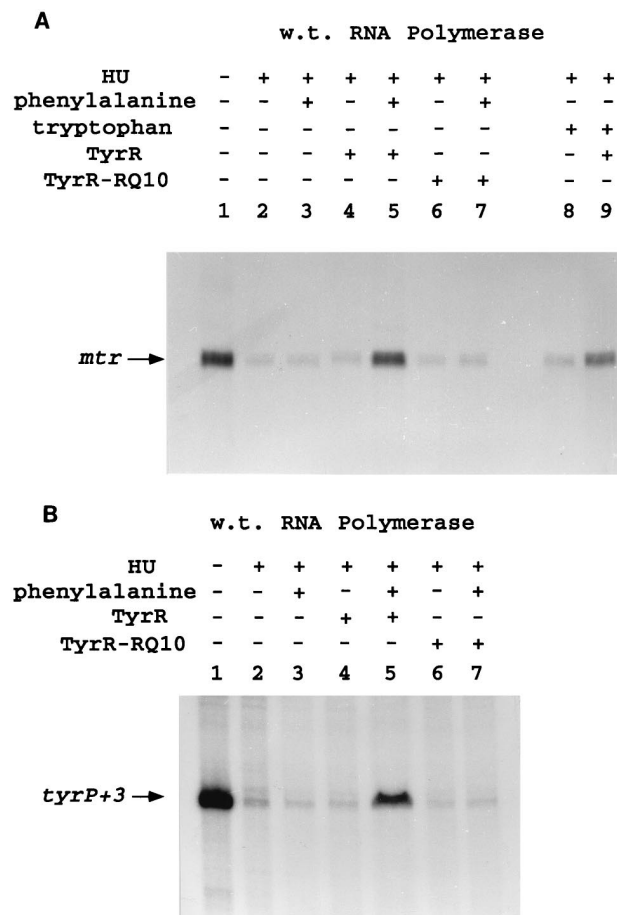 A
w.t. RNA Polymerase
HU - + + + + + + + +
phenylalanine - - + - + - + - -
tryptophan - - - - - - - + +
TyrR - - - + + - - - +
TyrR-RQ10 - - - - - + + - -
1 2 3 4 5 6 7 8 9
mtr
B
w.t. RNA Polymerase
HU - + + + + + +
phenylalanine - - + - + - +
TyrR - - - + + - -
TyrR-RQ10 - - - - - + +
1 2 3 4 5 6 7
tyrP+3